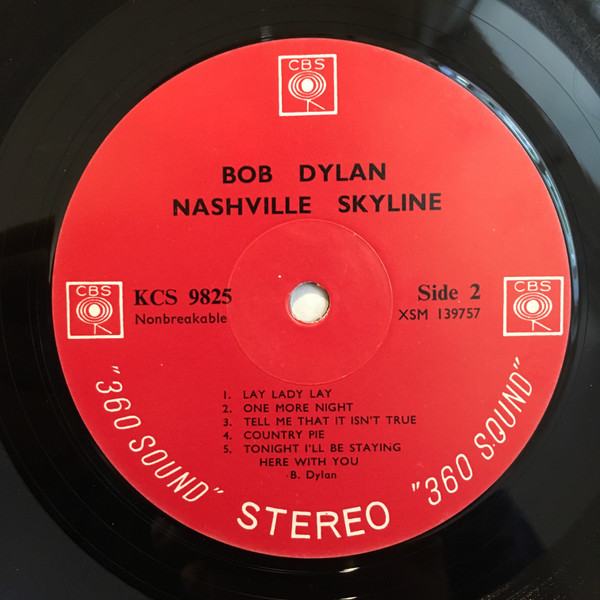 CBS
BOB DYLAN
NASHVILLE SKYLINE
CBS
KCS 9825
Nonbreakable
Side 2
XSM 139757
CBS
1. LAY LADY LAY
2. ONE MORE NIGHT
3. TELL ME THAT IT ISN'T TRUE
4. COUNTRY PIE
5. TONIGHT I'LL BE STAYING
HERE WITH YOU
-B. Dylan
"360 SOUND"
STEREO
"360 SOUND"